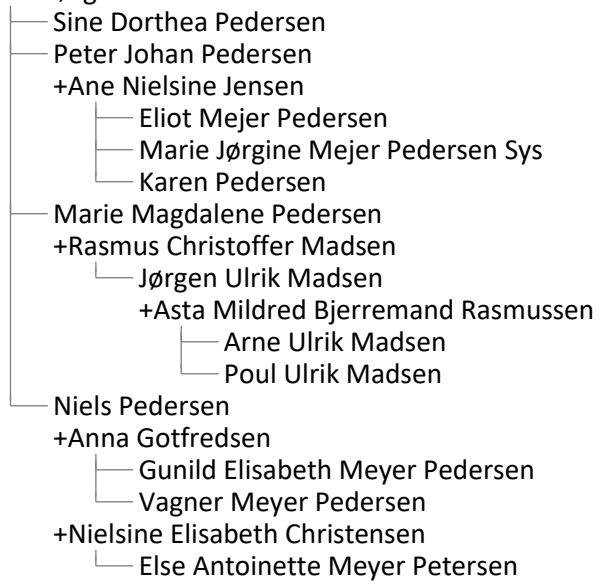 Sine Dorthea Pedersen
Peter Johan Pedersen
+Ane Nielsine Jensen
Eliot Mejer Pedersen
Marie Jørgine Mejer Pedersen Sys
Karen Pedersen
Marie Magdalene Pedersen
+Rasmus Christoffer Madsen
Jørgen Ulrik Madsen
+Asta Mildred Bjerremand Rasmussen
Arne Ulrik Madsen
Poul Ulrik Madsen
Niels Pedersen
+Anna Gotfredsen
Gunild Elisabeth Meyer Pedersen
Vagner Meyer Pedersen
+Nielsine Elisabeth Christensen
Else Antoinette Meyer Petersen